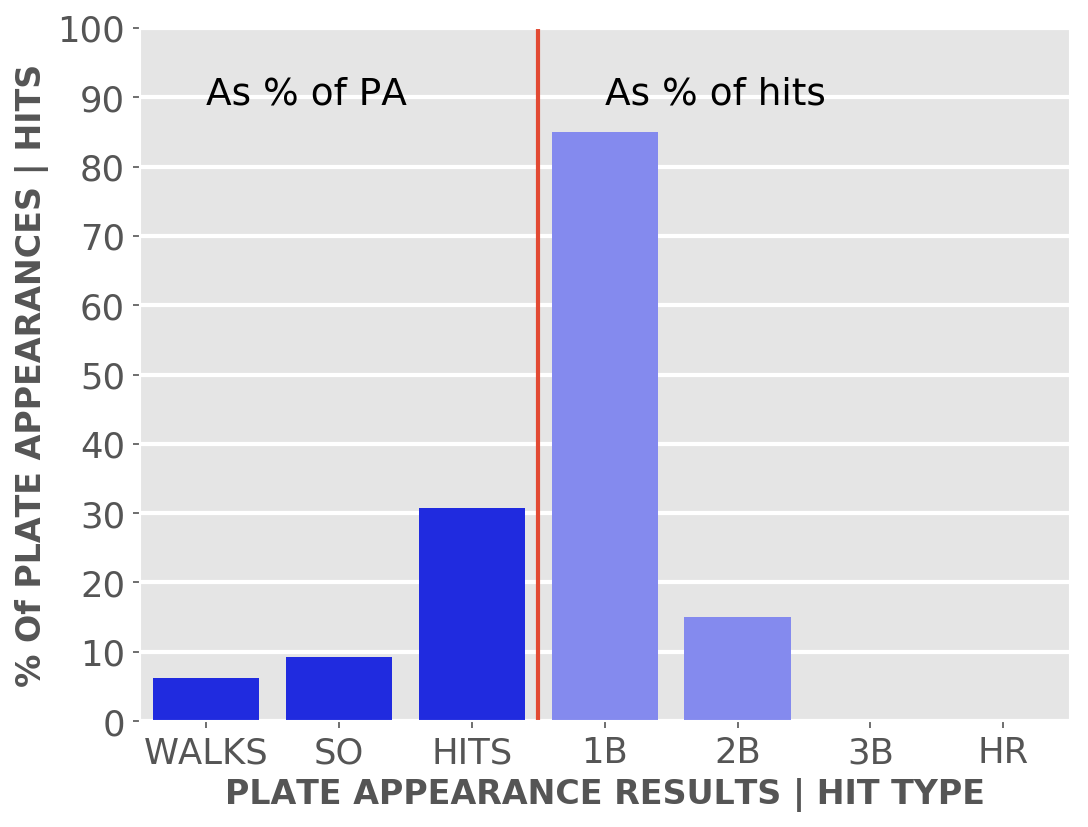 % Of PLATE APPEARANCES | HITS
100
90
80
70
60
50
40
30
20
10
0
As % of PA
As % of hits
WALKS SO HITS 1B 2B 3B HR
PLATE APPEARANCE RESULTS | HIT TYPE